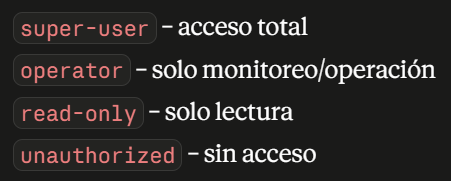 super-user – acceso total
operator – solo monitoreo/operación
read-only – solo lectura
unauthorized – sin acceso